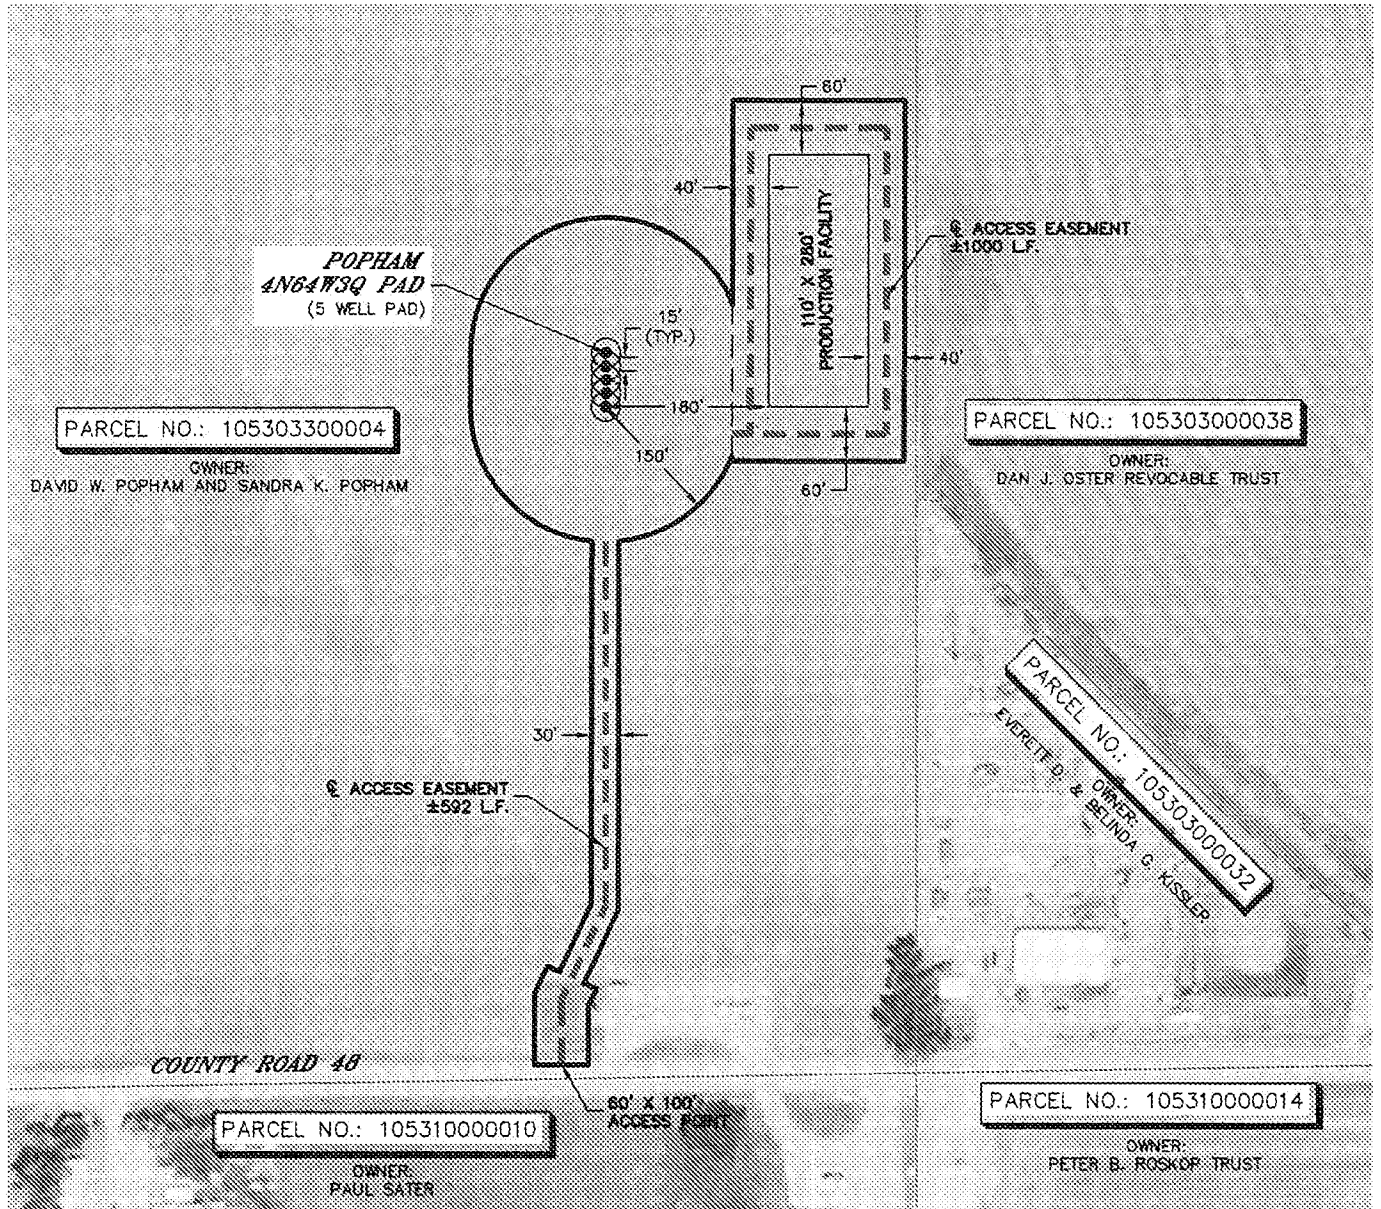 60'
40'
℄ ACCESS EASEMENT
±1000 L.F.
POPHAM
4N64W3Q PAD
(5 WELL PAD)
15'
(TYP.)
110' X 280'
PRODUCTION FACILITY
40'
180'
150'
60'
PARCEL NO.: 105303300004
OWNER:
DAVID W. POPHAM AND SANDRA K. POPHAM
PARCEL NO.: 105303000038
OWNER:
DAN J. OSTER REVOCABLE TRUST
PARCEL NO.: 105303000032
OWNER:
EVERETT D. & BELINDA G. KISSLER
30'
℄ ACCESS EASEMENT
±592 L.F.
COUNTY ROAD 48
60' X 100'
ACCESS POINT
PARCEL NO.: 105310000010
OWNER:
PAUL SATER
PARCEL NO.: 105310000014
OWNER:
PETER B. ROSKOP TRUST